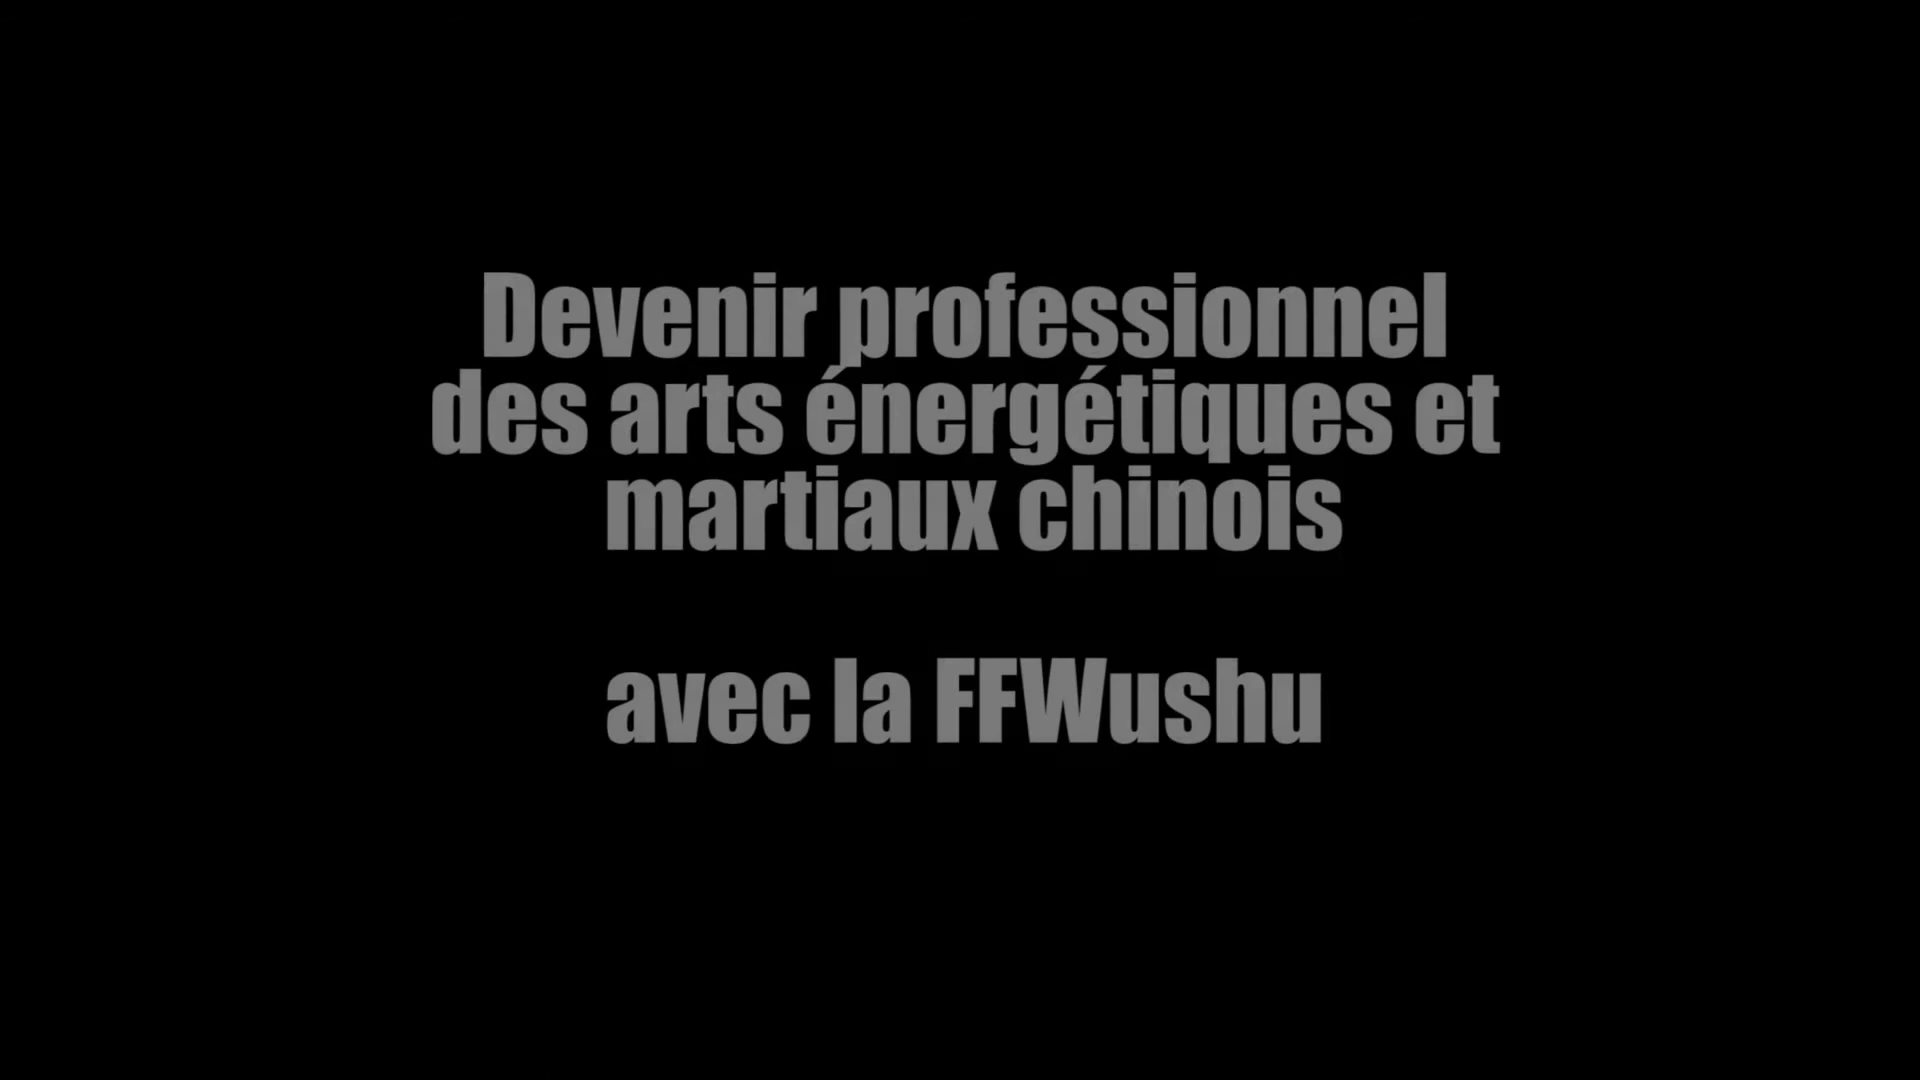 Devenir professionnel
des arts énergétiques et
martiaux chinois
avec la FFWushu